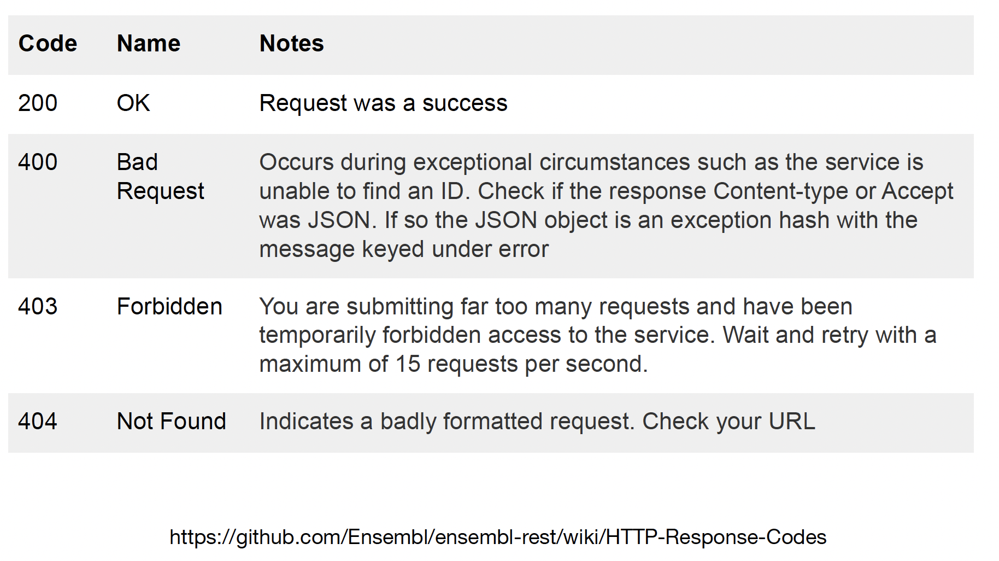 Code Name Notes
200 OK Request was a success
400 Bad Request Occurs during exceptional circumstances such as the service is
unable to find an ID. Check if the response Content-type or Accept
was JSON. If so the JSON object is an exception hash with the
message keyed under error
403 Forbidden You are submitting far too many requests and have been
temporarily forbidden access to the service. Wait and retry with a
maximum of 15 requests per second.
404 Not Found Indicates a badly formatted request. Check your URL
https://github.com/Ensembl/ensembl-rest/wiki/HTTP-Response-Codes